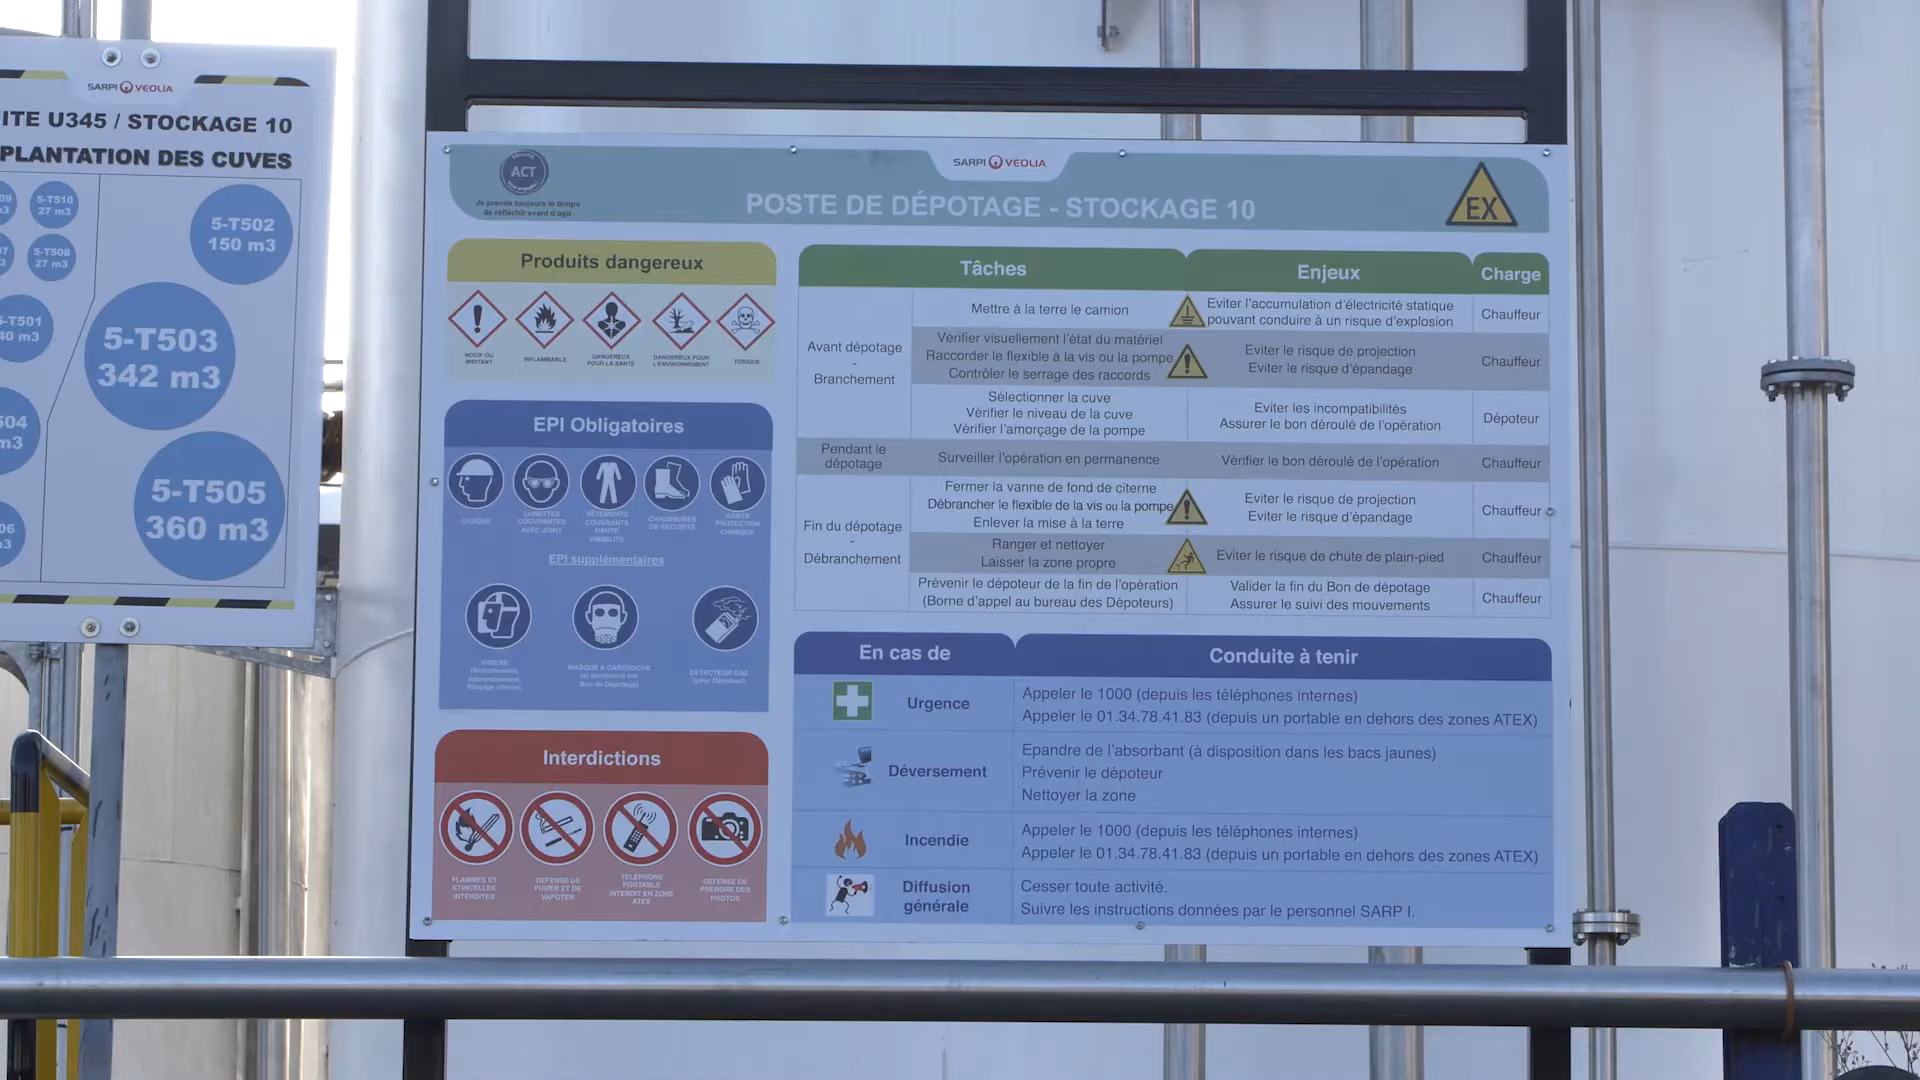 SARPI VEOLIA
ITE U345 / STOCKAGE 10
PLANTATION DES CUVES
5-T510
27 m3
5-T508
27 m3
5-T502
150 m3
5-T501
40 m3
5-T503
342 m3
504
m3
5-T505
360 m3
06
m3
ACT
Je prends toujours le temps
de réfléchir avant d'agir
SARPI VEOLIA
POSTE DE DÉPOTAGE - STOCKAGE 10
EX
Produits dangereux
NOCIF OU
IRRITANT
INFLAMMABLE
DANGEREUX
POUR LA SANTE
DANGEREUX POUR
L'ENVIRONNEMENT
TOXIQUE
EPI Obligatoires
CASQUE
LUNETTES
COUVRANTES
AVEC JOINT
VÊTEMENTS
COUVRANTS
HAUTE
VISIBILITE
CHAUSSURES
DE SECURITE
GANTS
PROTECTION
CHIMIQUE
EPI supplémentaires
VISIERE
(Branchement,
débranchement,
Rinçage citerne)
MASQUE A CARTOUCHE
(si mentionné sur
Bon de Dépotage)
DETECTEUR GAZ
(pour Dépoteur)
Interdictions
FLAMMES ET
ETINCELLES
INTERDITES
DEFENSE DE
FUMER ET DE
VAPOTER
TELEPHONE
PORTABLE
INTERDIT EN ZONE
ATEX
DEFENSE DE
PRENDRE DES
PHOTOS
Tâches
Enjeux
Charge
Avant dépotage
-
Branchement
Mettre à la terre le camion
Eviter l'accumulation d'électricité statique
pouvant conduire à un risque d'explosion
Chauffeur
Vérifier visuellement l'état du matériel
Raccorder le flexible à la vis ou la pompe
Contrôler le serrage des raccords
Eviter le risque de projection
Eviter le risque d'épandage
Chauffeur
Sélectionner la cuve
Vérifier le niveau de la cuve
Vérifier l'amorçage de la pompe
Eviter les incompatibilités
Assurer le bon déroulé de l'opération
Dépoteur
Pendant le
dépotage
Surveiller l'opération en permanence
Vérifier le bon déroulé de l'opération
Chauffeur
Fin du dépotage
-
Débranchement
Fermer la vanne de fond de citerne
Débrancher le flexible de la vis ou la pompe
Enlever la mise à la terre
Eviter le risque de projection
Eviter le risque d'épandage
Chauffeur
Ranger et nettoyer
Laisser la zone propre
Eviter le risque de chute de plain-pied
Chauffeur
Prévenir le dépoteur de la fin de l'opération
(Borne d'appel au bureau des Dépoteurs)
Valider la fin du Bon de dépotage
Assurer le suivi des mouvements
Chauffeur
En cas de
Conduite à tenir
Urgence
Appeler le 1000 (depuis les téléphones internes)
Appeler le 01.34.78.41.83 (depuis un portable en dehors des zones ATEX)
Déversement
Epandre de l'absorbant (à disposition dans les bacs jaunes)
Prévenir le dépoteur
Nettoyer la zone
Incendie
Appeler le 1000 (depuis les téléphones internes)
Appeler le 01.34.78.41.83 (depuis un portable en dehors des zones ATEX)
Diffusion
générale
Cesser toute activité.
Suivre les instructions données par le personnel SARP I.